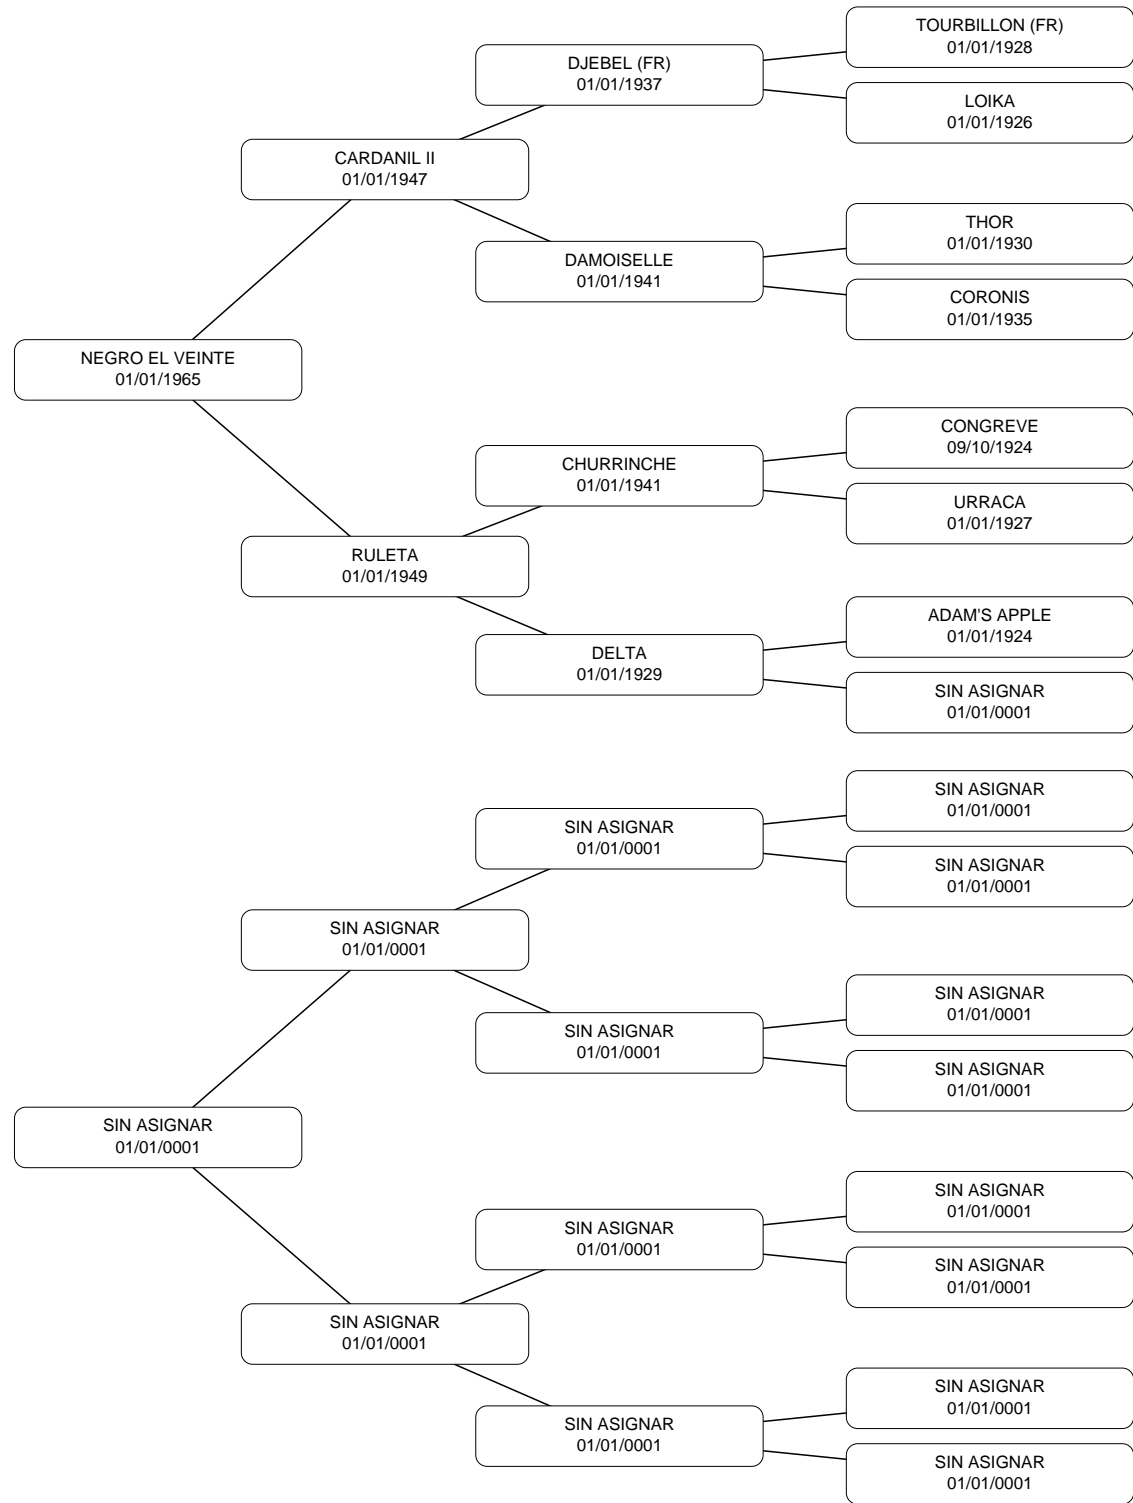 TOURBILLON (FR)
01/01/1928
DJEBEL (FR)
01/01/1937
LOIKA
01/01/1926
CARDANIL II
01/01/1947
THOR
01/01/1930
DAMOISELLE
01/01/1941
CORONIS
01/01/1935
NEGRO EL VEINTE
01/01/1965
CONGREVE
09/10/1924
CHURRINCHE
01/01/1941
URRACA
01/01/1927
RULETA
01/01/1949
ADAM'S APPLE
01/01/1924
DELTA
01/01/1929
SIN ASIGNAR
01/01/0001
SIN ASIGNAR
01/01/0001
SIN ASIGNAR
01/01/0001
SIN ASIGNAR
01/01/0001
SIN ASIGNAR
01/01/0001
SIN ASIGNAR
01/01/0001
SIN ASIGNAR
01/01/0001
SIN ASIGNAR
01/01/0001
SIN ASIGNAR
01/01/0001
SIN ASIGNAR
01/01/0001
SIN ASIGNAR
01/01/0001
SIN ASIGNAR
01/01/0001
SIN ASIGNAR
01/01/0001
SIN ASIGNAR
01/01/0001
SIN ASIGNAR
01/01/0001
SIN ASIGNAR
01/01/0001